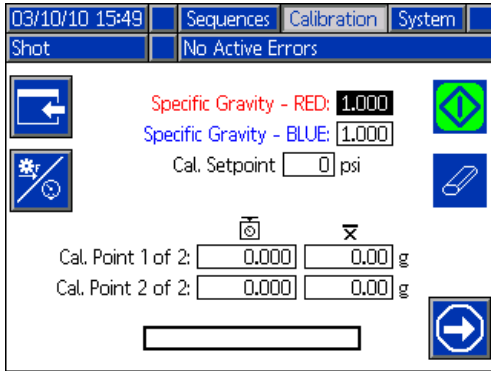 03/10/10 15:49 Sequences Calibration System
Shot No Active Errors
Specific Gravity - RED: 1.000
Specific Gravity - BLUE: 1.000
Cal. Setpoint 0 psi
x̅
Cal. Point 1 of 2: 0.000 0.00 g
Cal. Point 2 of 2: 0.000 0.00 g